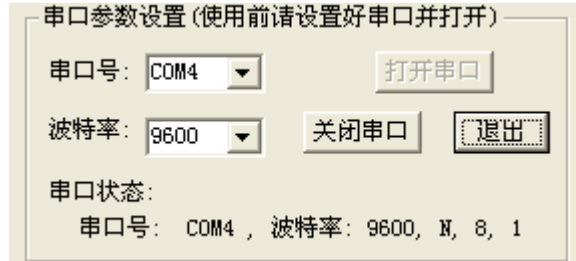 串口参数设置(使用前请设置好串口并打开)
串口号: COM4 打开串口
波特率: 9600 关闭串口 退出
串口状态:
串口号: COM4 , 波特率: 9600, N, 8, 1